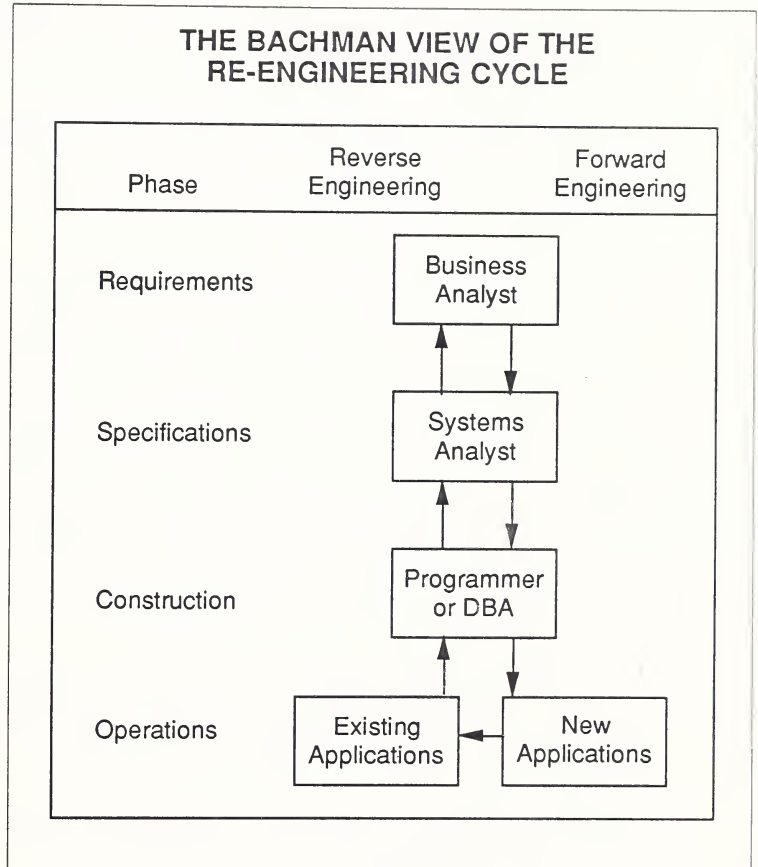 THE BACHMAN VIEW OF THE
RE-ENGINEERING CYCLE
Phase
Reverse
Engineering
Forward
Engineering
Requirements
Business
Analyst
Specifications
Systems
Analyst
Construction
Programmer
or DBA
Operations
Existing
Applications
New
Applications